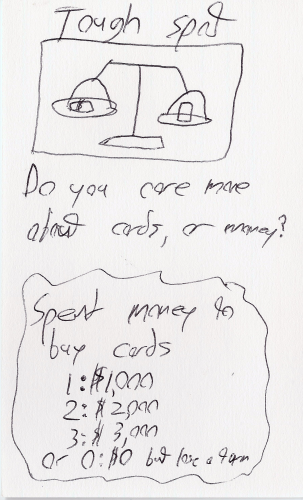 Tough spot
Do you care more
about cards, or money?
Spent money to
buy cards
1:$1,000
2:$2,000
3:$3,000
or 0:$0 but lose a turn